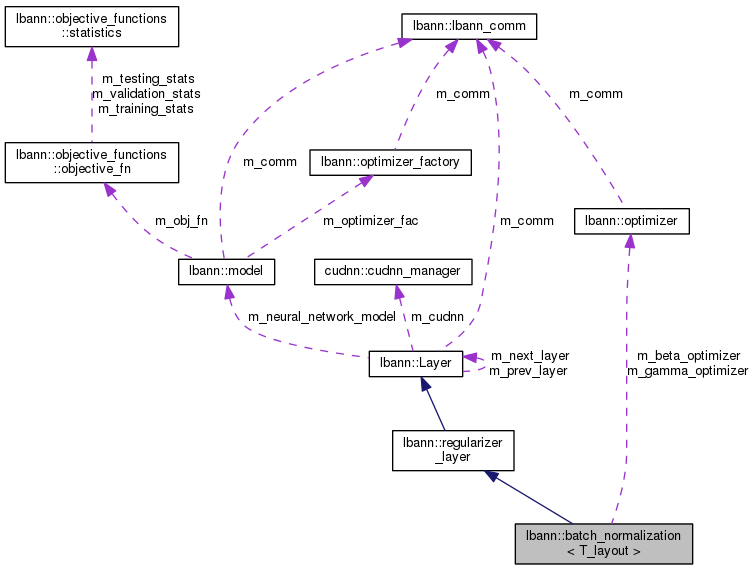 lbann::objective_functions
::statistics
lbann::lbann_comm
m_testing_stats
m_validation_stats
m_training_stats
m_comm
m_comm
lbann::objective_functions
::objective_fn
m_comm
lbann::optimizer_factory
m_obj_fn
m_optimizer_fac
m_comm
lbann::optimizer
lbann::model
cudnn::cudnn_manager
m_neural_network_model
m_cudnn
lbann::Layer
m_next_layer
m_prev_layer
m_beta_optimizer
m_gamma_optimizer
lbann::regularizer
_layer
lbann::batch_normalization
< T_layout >